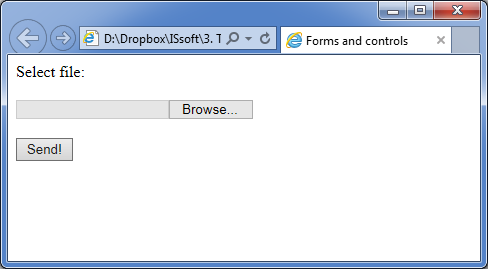 D:\Dropbox\ISsoft\3. T
Forms and controls
Select file:
Browse...
Send!